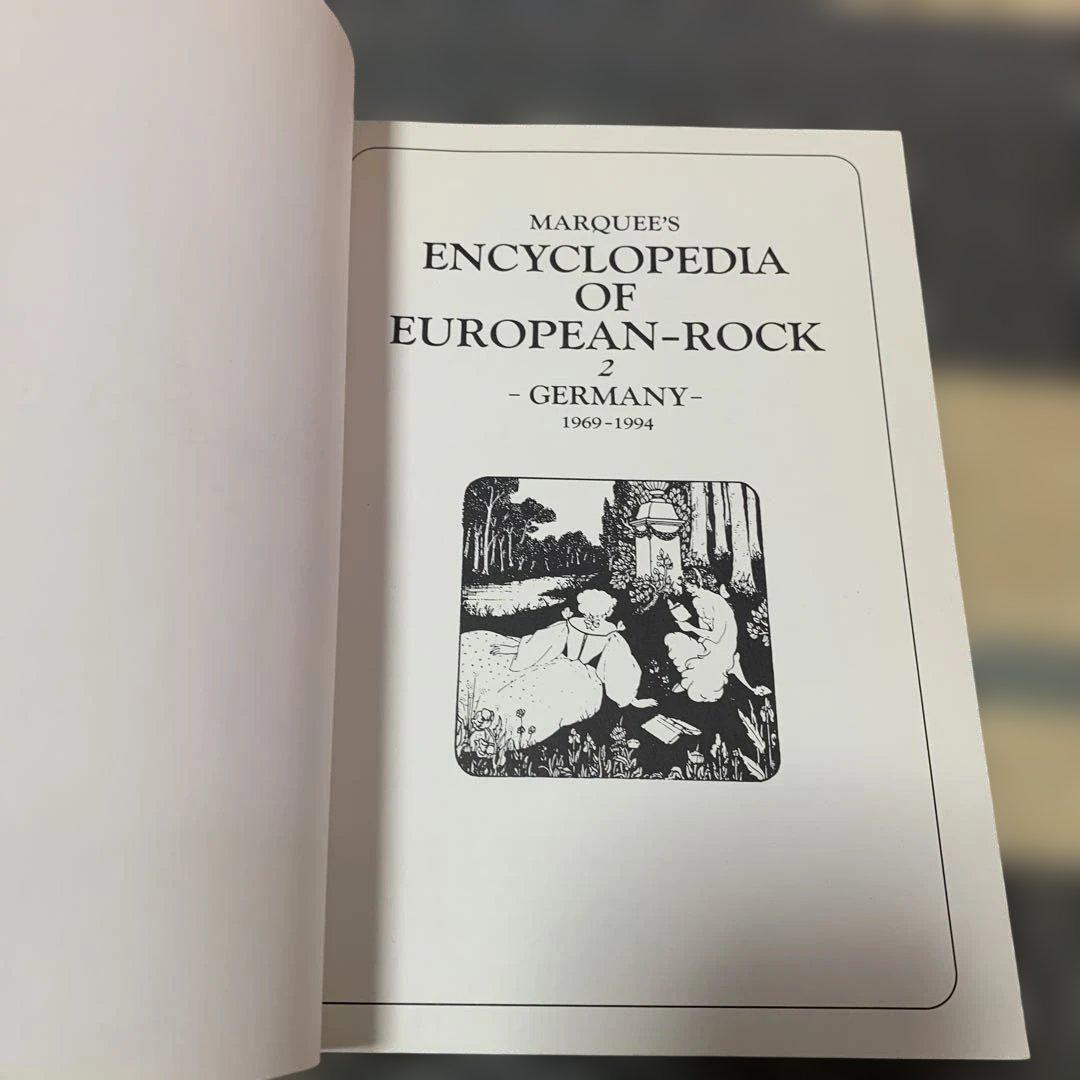 MARQUEE'S
ENCYCLOPEDIA
OF
EUROPEAN-ROCK
2
- GERMANY-
1969-1994